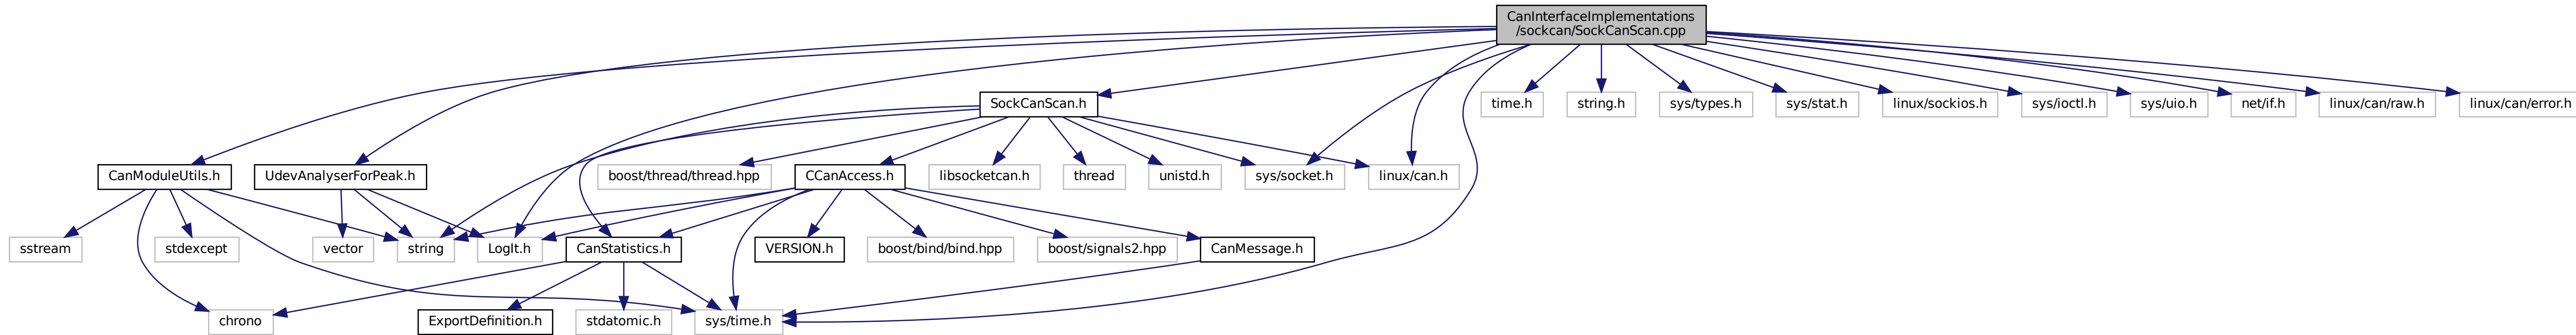 CanInterfaceImplementations
/sockcan/SockCanScan.cpp
SockCanScan.h
time.h
string.h
sys/types.h
sys/stat.h
linux/sockios.h
sys/ioctl.h
sys/uio.h
net/if.h
linux/can/raw.h
linux/can/error.h
CanModuleUtils.h
UdevAnalyserForPeak.h
boost/thread/thread.hpp
CCanAccess.h
libsocketcan.h
thread
unistd.h
sys/socket.h
linux/can.h
sstream
stdexcept
vector
string
LogIt.h
CanStatistics.h
VERSION.h
boost/bind/bind.hpp
boost/signals2.hpp
CanMessage.h
chrono
ExportDefinition.h
stdatomic.h
sys/time.h